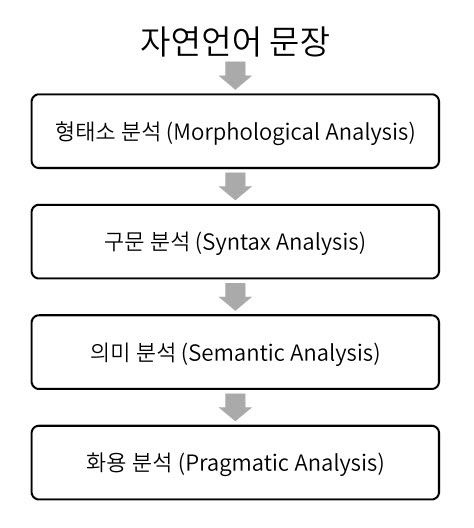 자연언어 문장
형태소 분석 (Morphological Analysis)
구문 분석 (Syntax Analysis)
의미 분석 (Semantic Analysis)
화용 분석 (Pragmatic Analysis)